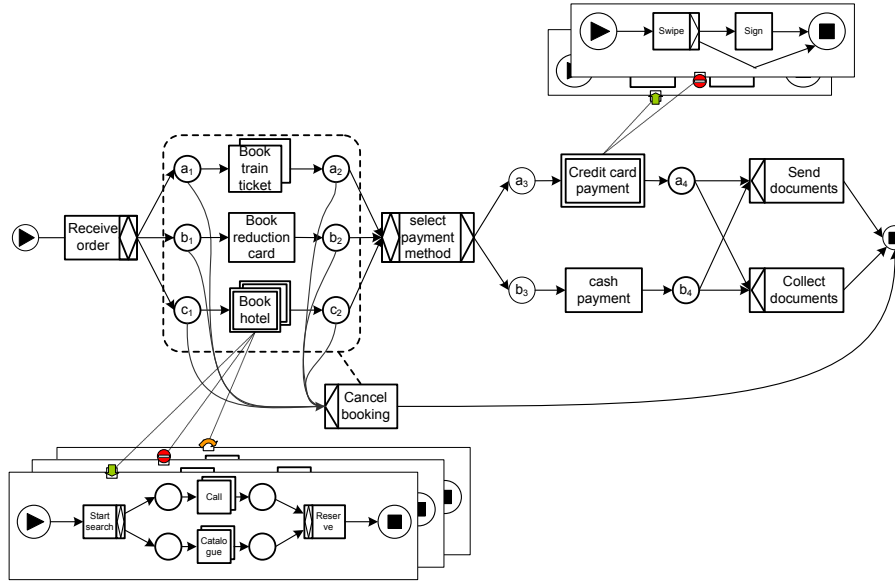 Swipe
Sign
Receive
order
a1
Book
train
ticket
a2
b1
Book
reduction
card
b2
c1
Book
hotel
c2
select
payment
method
a3
Credit card
payment
a4
Send
documents
b3
cash
payment
b4
Collect
documents
Cancel
booking
Start
search
Call
Catalo
gue
Reser
ve